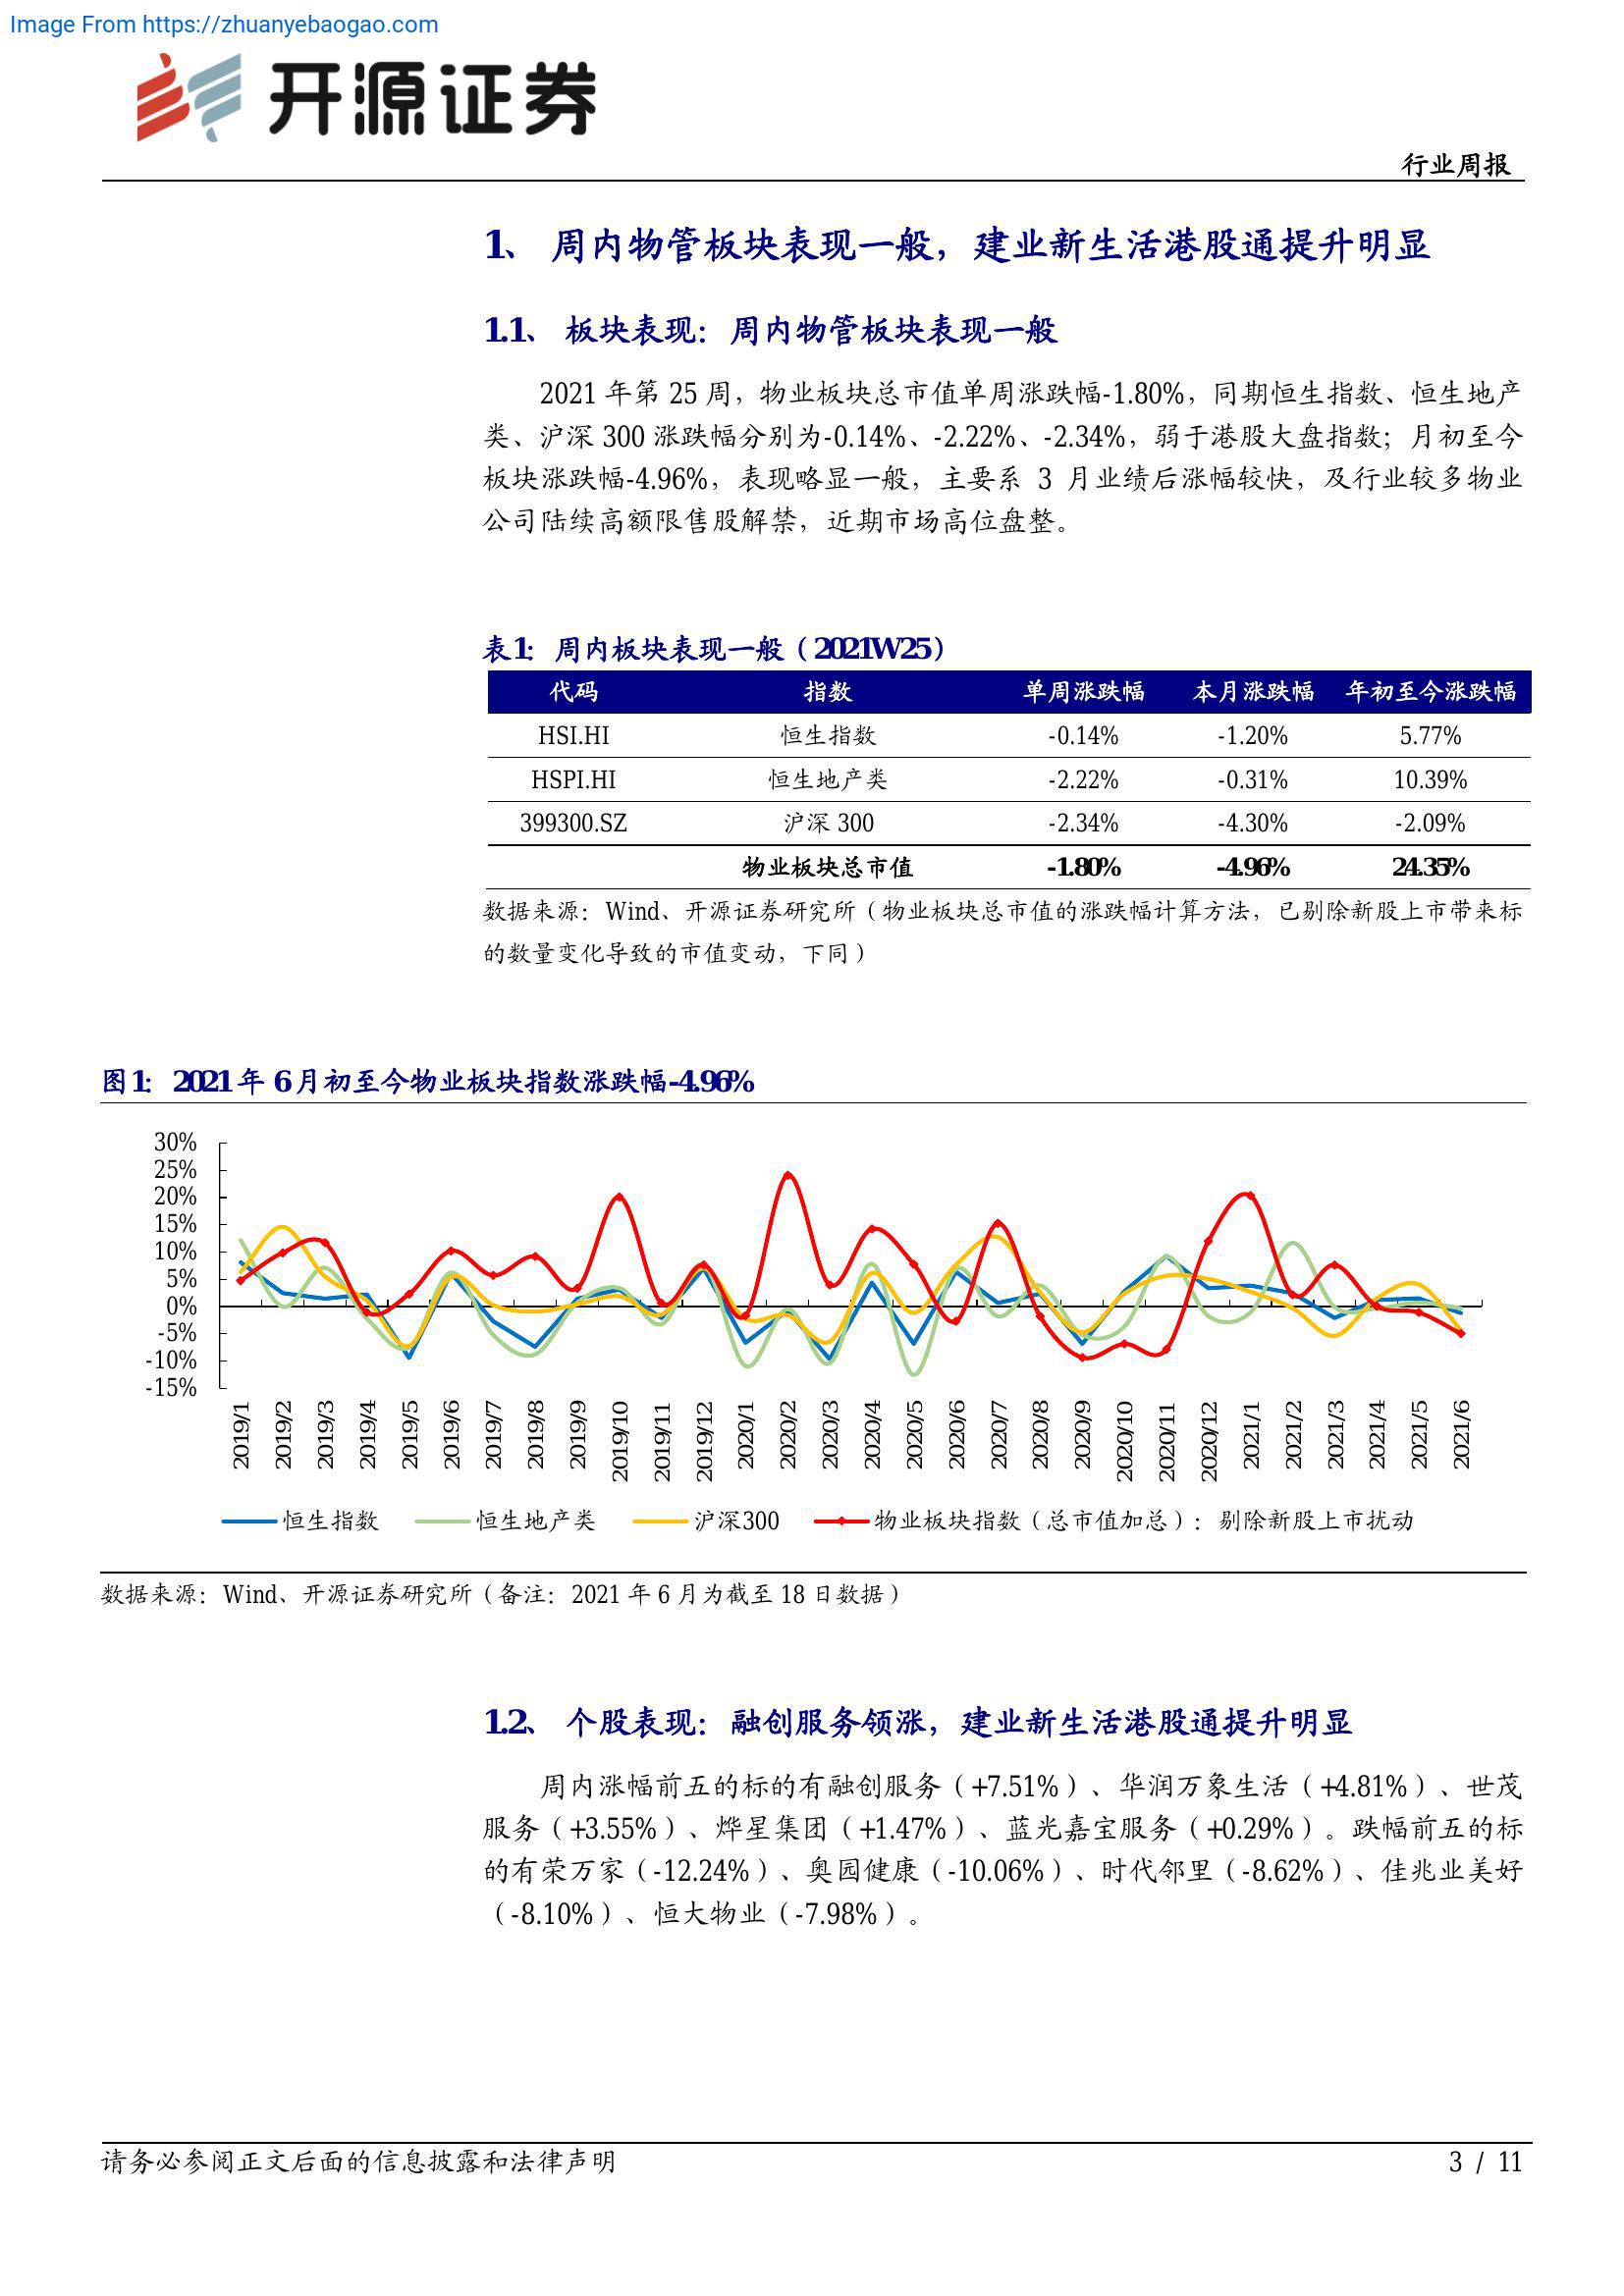 Image From https://zhuanyebaogao.com
开源证券
行业周报
1、 周内物管板块表现一般，建业新生活港股通提升明显
1.1、 板块表现：周内物管板块表现一般
2021 年第 25 周，物业板块总市值单周涨跌幅-1.80%，同期恒生指数、恒生地产
类、沪深 300 涨跌幅分别为-0.14%、-2.22%、-2.34%，弱于港股大盘指数；月初至今
板块涨跌幅-4.96%，表现略显一般，主要系 3 月业绩后涨幅较快，及行业较多物业
公司陆续高额限售股解禁，近期市场高位盘整。
表1： 周内板块表现一般（2021W25）
代码 指数 单周涨跌幅 本月涨跌幅 年初至今涨跌幅
HSI.HI 恒生指数 -0.14% -1.20% 5.77%
HSPI.HI 恒生地产类 -2.22% -0.31% 10.39%
399300.SZ 沪深 300 -2.34% -4.30% -2.09%
物业板块总市值 -1.80% -4.96% 24.35%
数据来源：Wind、开源证券研究所（物业板块总市值的涨跌幅计算方法，已剔除新股上市带来标
的数量变化导致的市值变动，下同）
图1： 2021 年 6 月初至今物业板块指数涨跌幅-4.96%
30%
25%
20%
15%
10%
5%
0%
-5%
-10%
-15%
2019/1 2019/2 2019/3 2019/4 2019/5 2019/6 2019/7 2019/8 2019/9 2019/10 2019/11 2019/12 2020/1 2020/2 2020/3 2020/4 2020/5 2020/6 2020/7 2020/8 2020/9 2020/10 2020/11 2020/12 2021/1 2021/2 2021/3 2021/4 2021/5 2021/6
恒生指数 恒生地产类 沪深300 物业板块指数（总市值加总）：剔除新股上市扰动
数据来源：Wind、开源证券研究所（备注：2021 年 6 月为截至 18 日数据）
1.2、 个股表现：融创服务领涨，建业新生活港股通提升明显
周内涨幅前五的标的有融创服务（+7.51%）、华润万象生活（+4.81%）、世茂
服务（+3.55%）、烨星集团（+1.47%）、蓝光嘉宝服务（+0.29%）。跌幅前五的标
的有荣万家（-12.24%）、奥园健康（-10.06%）、时代邻里（-8.62%）、佳兆业美好
（-8.10%）、恒大物业（-7.98%）。
请务必参阅正文后面的信息披露和法律声明
3 / 11